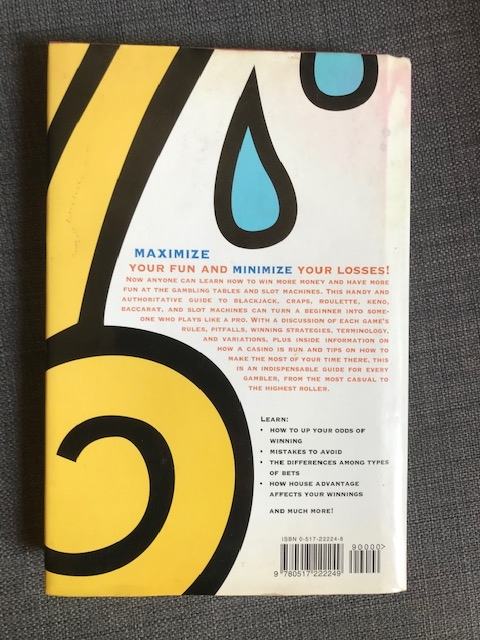 MAXIMIZE
YOUR FUN AND MINIMIZE YOUR LOSSES!
NOW ANYONE CAN LEARN HOW TO WIN MORE MONEY AND HAVE MORE
FUN AT THE GAMBLING TABLES AND SLOT MACHINES. THIS HANDY AND
AUTHORITATIVE GUIDE TO BLACKJACK, CRAPS, ROULETTE, KENO,
BACCARAT, AND SLOT MACHINES CAN TURN A BEGINNER INTO SOME-
ONE WHO PLAYS LIKE A PRO. WITH A DISCUSSION OF EACH GAME'S
RULES, PITFALLS, WINNING STRATEGIES, TERMINOLOGY,
AND VARIATIONS, PLUS INSIDE INFORMATION ON
HOW A CASINO IS RUN AND TIPS ON HOW TO
MAKE THE MOST OF YOUR TIME THERE, THIS
IS AN INDISPENSABLE GUIDE FOR EVERY
GAMBLER, FROM THE MOST CASUAL TO
THE HIGHEST ROLLER.
LEARN:
• HOW TO UP YOUR ODDS OF
WINNING
• MISTAKES TO AVOID
• THE DIFFERENCES AMONG TYPES
OF BETS
• HOW HOUSE ADVANTAGE
AFFECTS YOUR WINNINGS
AND MUCH MORE!
ISBN 0-517-22224-8
90000>
9 780517 222249